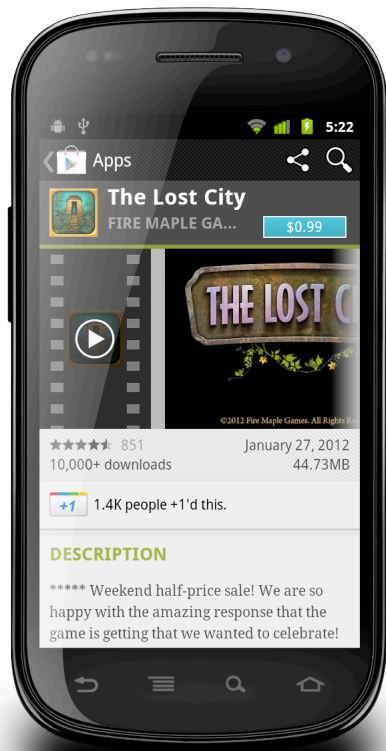 5:22
Apps
The Lost City
FIRE MAPLE GA...
$0.99
THE LOST C
©2012 Fire Maple Games. All Rights Re
851
January 27, 2012
10,000+ downloads
44.73MB
+1
1.4K people +1'd this.
DESCRIPTION
***** Weekend half-price sale! We are so
happy with the amazing response that the
game is getting that we wanted to celebrate!